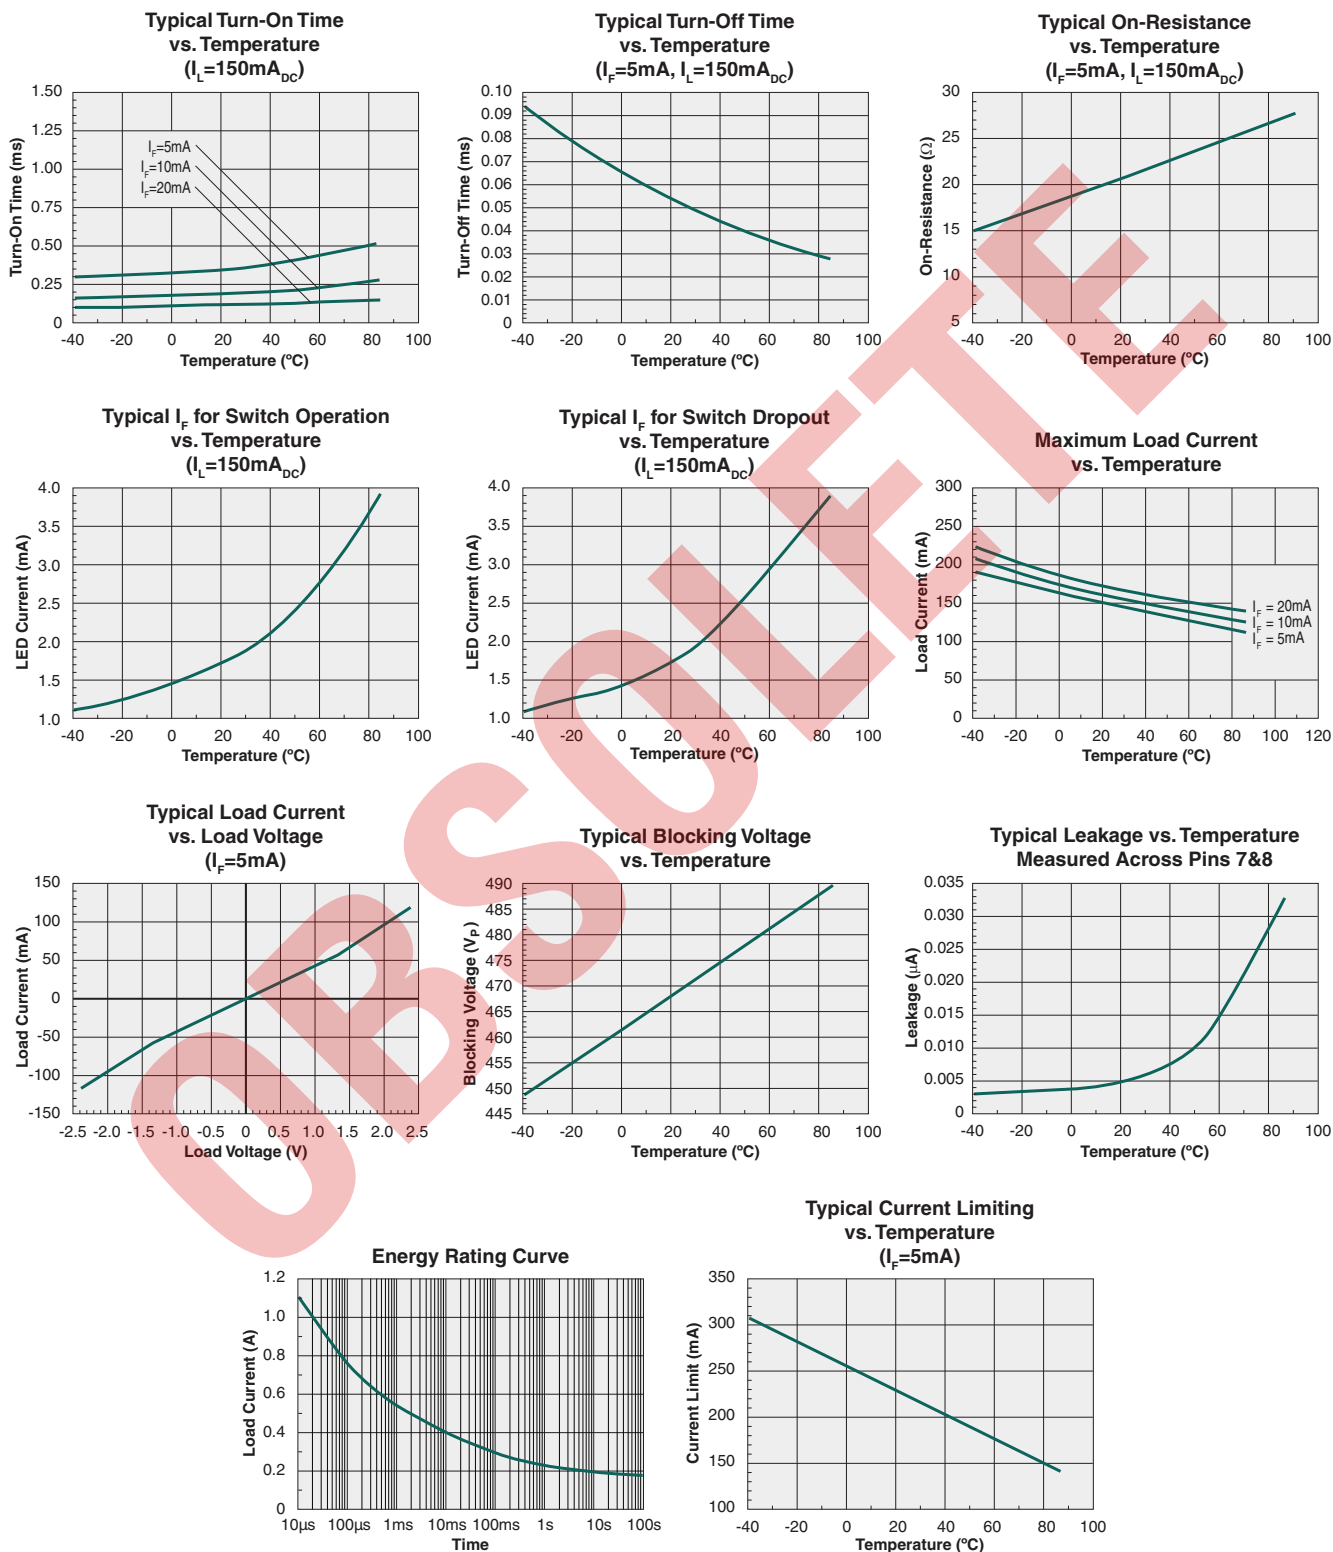 Typical Turn-On Time
vs. Temperature
(IL=150mADC)
Turn-On Time (ms)
1.50
1.25
1.00
0.75
0.50
0.25
0
IF=5mA
IF=10mA
IF=20mA
-40 -20 0 20 40 60 80 100
Temperature (ºC)
Typical Turn-Off Time
vs. Temperature
(IF=5mA, IL=150mADC)
Turn-Off Time (ms)
0.10
0.09
0.08
0.07
0.06
0.05
0.04
0.03
0.02
0.01
0
-40 -20 0 20 40 60 80 100
Temperature (ºC)
Typical On-Resistance
vs. Temperature
(IF=5mA, IL=150mADC)
On-Resistance (Ω)
30
25
20
15
10
5
-40 -20 0 20 40 60 80 100
Temperature (ºC)
Typical IF for Switch Operation
vs. Temperature
(IL=150mADC)
LED Current (mA)
4.0
3.5
3.0
2.5
2.0
1.5
1.0
-40 -20 0 20 40 60 80 100
Temperature (ºC)
Typical IF for Switch Dropout
vs. Temperature
(IL=150mADC)
LED Current (mA)
4.0
3.5
3.0
2.5
2.0
1.5
1.0
-40 -20 0 20 40 60 80 100
Temperature (ºC)
Maximum Load Current
vs. Temperature
Load Current (mA)
300
250
200
150
100
50
0
IF = 20mA
IF = 10mA
IF = 5mA
-40 -20 0 20 40 60 80 100 120
Temperature (ºC)
Typical Load Current
vs. Load Voltage
(IF=5mA)
Load Current (mA)
150
100
50
0
-50
-100
-150
-2.5 -2.0 -1.5 -1.0 -0.5 0 0.5 1.0 1.5 2.0 2.5
Load Voltage (V)
Typical Blocking Voltage
vs. Temperature
Blocking Voltage (VP)
490
485
480
475
470
465
460
455
450
445
-40 -20 0 20 40 60 80 100
Temperature (ºC)
Typical Leakage vs. Temperature
Measured Across Pins 7&8
Leakage (μA)
0.035
0.030
0.025
0.020
0.015
0.010
0.005
0
-40 -20 0 20 40 60 80 100
Temperature (ºC)
Energy Rating Curve
Load Current (A)
1.2
1.0
0.8
0.6
0.4
0.2
0
10μs 100μs 1ms 10ms 100ms 1s 10s 100s
Time
Typical Current Limiting
vs. Temperature
(IF=5mA)
Current Limit (mA)
350
300
250
200
150
100
-40 -20 0 20 40 60 80 100
Temperature (ºC)
OBSOLETE